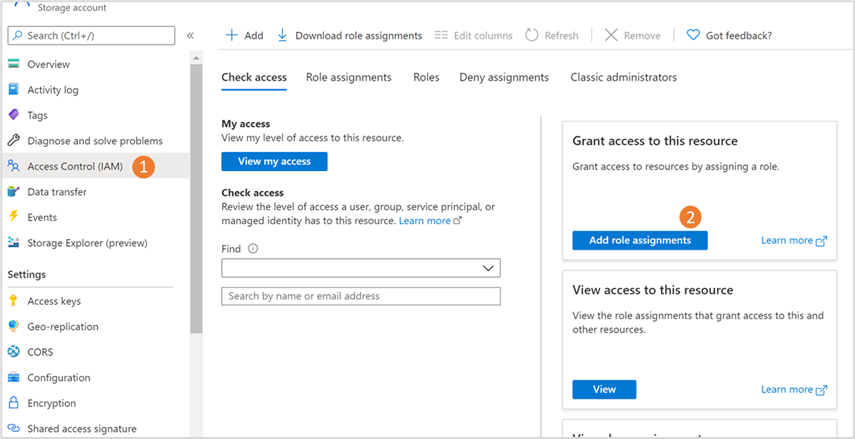 Storage account
Search (Ctrl+/)
«
Overview
Activity log
Tags
Diagnose and solve problems
Access Control (IAM) 1
Data transfer
Events
Storage Explorer (preview)
Settings
Access keys
Geo-replication
CORS
Configuration
Encryption
Shared access signature
Add Download role assignments Edit columns Refresh Remove Got feedback?
Check access Role assignments Roles Deny assignments Classic administrators
My access
View my level of access to this resource.
View my access
Check access
Review the level of access a user, group, service principal, or
managed identity has to this resource. Learn more
Find
Search by name or email address
Grant access to this resource
Grant access to resources by assigning a role.
2
Add role assignments Learn more
View access to this resource
View the role assignments that grant access to this and
other resources.
View Learn more